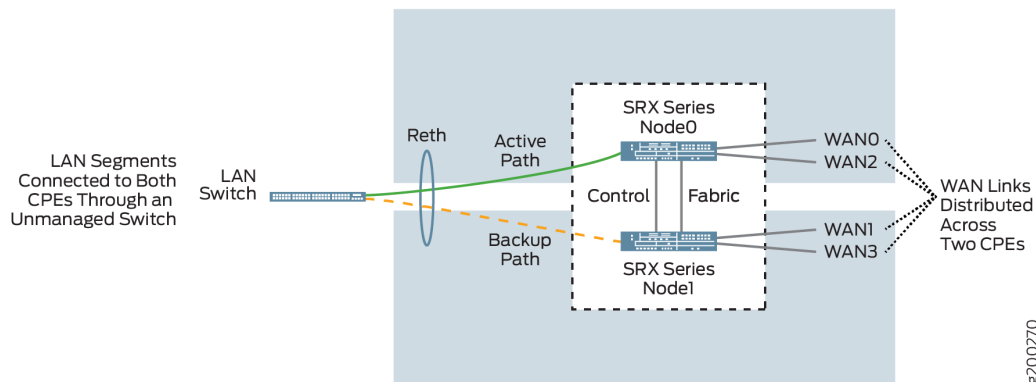 LAN Segments
Connected to Both
CPEs Through an
Unmanaged Switch
LAN
Switch
Reth
Active
Path
Backup
Path
SRX Series
Node0
Control
Fabric
SRX Series
Node1
WAN0
WAN2
WAN1
WAN3
WAN Links
Distributed
Across
Two CPEs
g200270